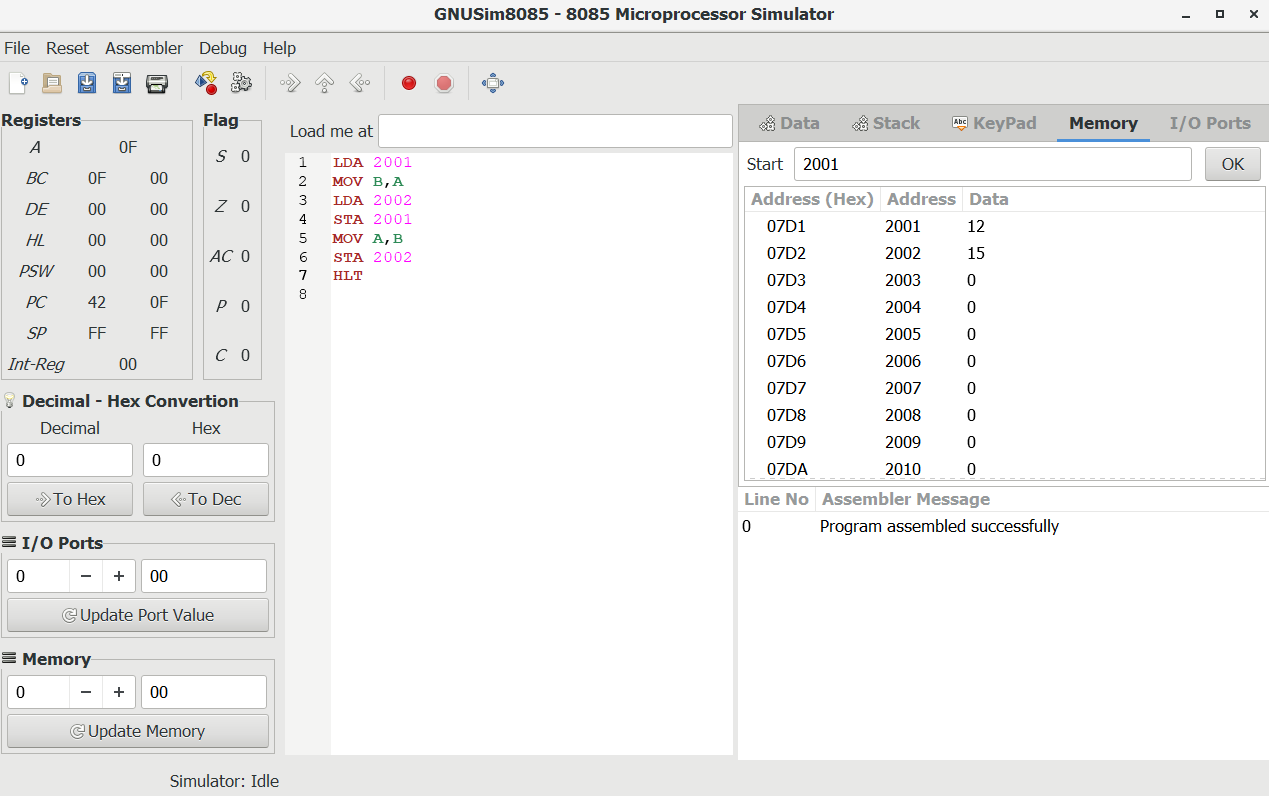 GNUSim8085 - 8085 Microprocessor Simulator
File Reset Assembler Debug Help
Registers
A 0F
BC 0F 00
DE 00 00
HL 00 00
PSW 00 00
PC 42 0F
SP FF FF
Int-Reg 00
Flag
S 0
Z 0
AC 0
P 0
C 0
Decimal - Hex Convertion
Decimal Hex
0 0
To Hex To Dec
I/O Ports
0 − + 00
Update Port Value
Memory
0 − + 00
Update Memory
Load me at
1 LDA 2001
2 MOV B,A
3 LDA 2002
4 STA 2001
5 MOV A,B
6 STA 2002
7 HLT
8
Data Stack Abc KeyPad Memory I/O Ports
Start 2001 OK
Address (Hex) Address Data
07D1 2001 12
07D2 2002 15
07D3 2003 0
07D4 2004 0
07D5 2005 0
07D6 2006 0
07D7 2007 0
07D8 2008 0
07D9 2009 0
07DA 2010 0
Line No Assembler Message
0 Program assembled successfully
Simulator: Idle